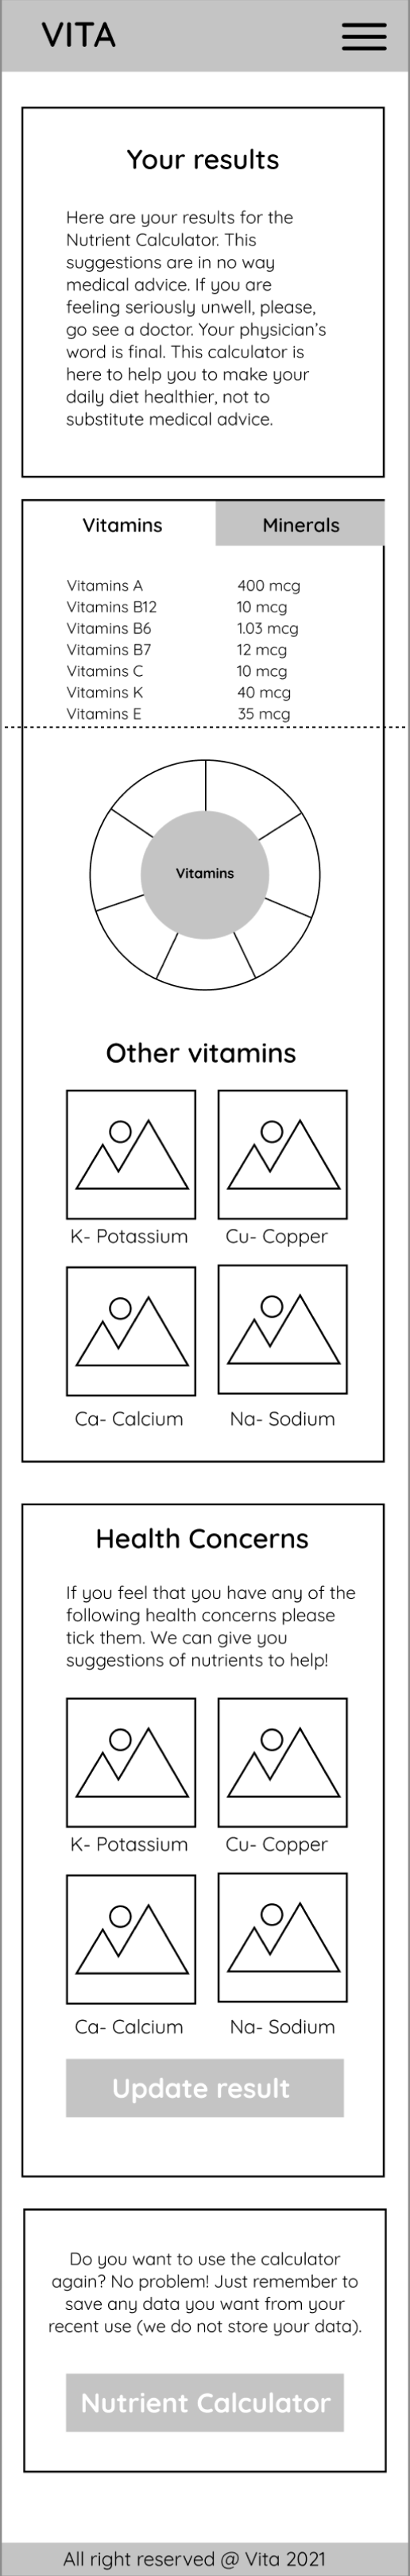 VITA
Your results
Here are your results for the
Nutrient Calculator. This
suggestions are in no way
medical advice. If you are
feeling seriously unwell, please,
go see a doctor. Your physician's
word is final. This calculator is
here to help you to make your
daily diet healthier, not to
substitute medical advice.
Vitamins Minerals
Vitamins A 400 mcg
Vitamins B12 10 mcg
Vitamins B6 1.03 mcg
Vitamins B7 12 mcg
Vitamins C 10 mcg
Vitamins K 40 mcg
Vitamins E 35 mcg
Vitamins
Other vitamins
K- Potassium Cu- Copper
Ca- Calcium Na- Sodium
Health Concerns
If you feel that you have any of the
following health concerns please
tick them. We can give you
suggestions of nutrients to help!
K- Potassium Cu- Copper
Ca- Calcium Na- Sodium
Update result
Do you want to use the calculator
again? No problem! Just remember to
save any data you want from your
recent use (we do not store your data).
Nutrient Calculator
All right reserved @ Vita 2021